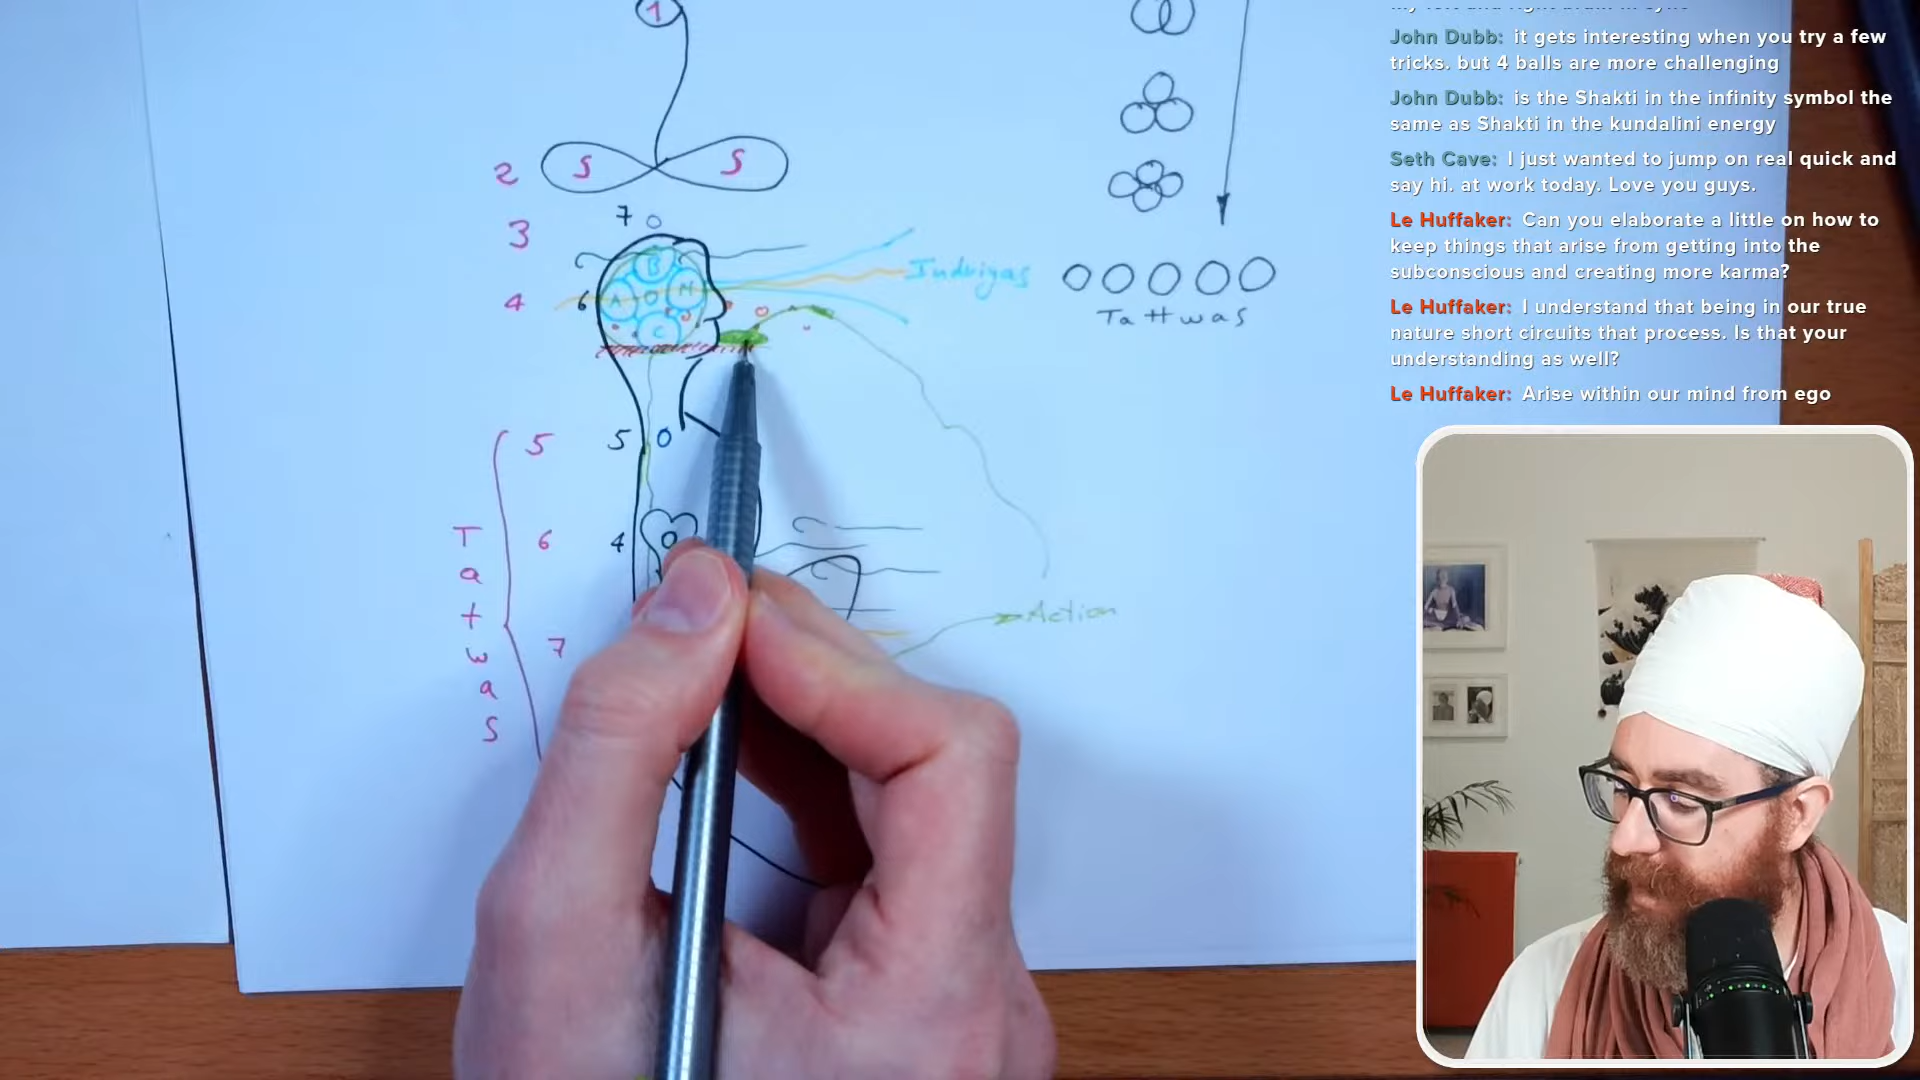 1
2 S S
7
3
B
Indriyas
4
6
A
M
C
Tattwas
5
5
6
4
Action
7
T
a
t
w
a
s
John Dubb: it gets interesting when you try a few
tricks. but 4 balls are more challenging
John Dubb: is the Shakti in the infinity symbol the
same as Shakti in the kundalini energy
Seth Cave: I just wanted to jump on real quick and
say hi. at work today. Love you guys.
Le Huffaker: Can you elaborate a little on how to
keep things that arise from getting into the
subconscious and creating more karma?
Le Huffaker: I understand that being in our true
nature short circuits that process. Is that your
understanding as well?
Le Huffaker: Arise within our mind from ego